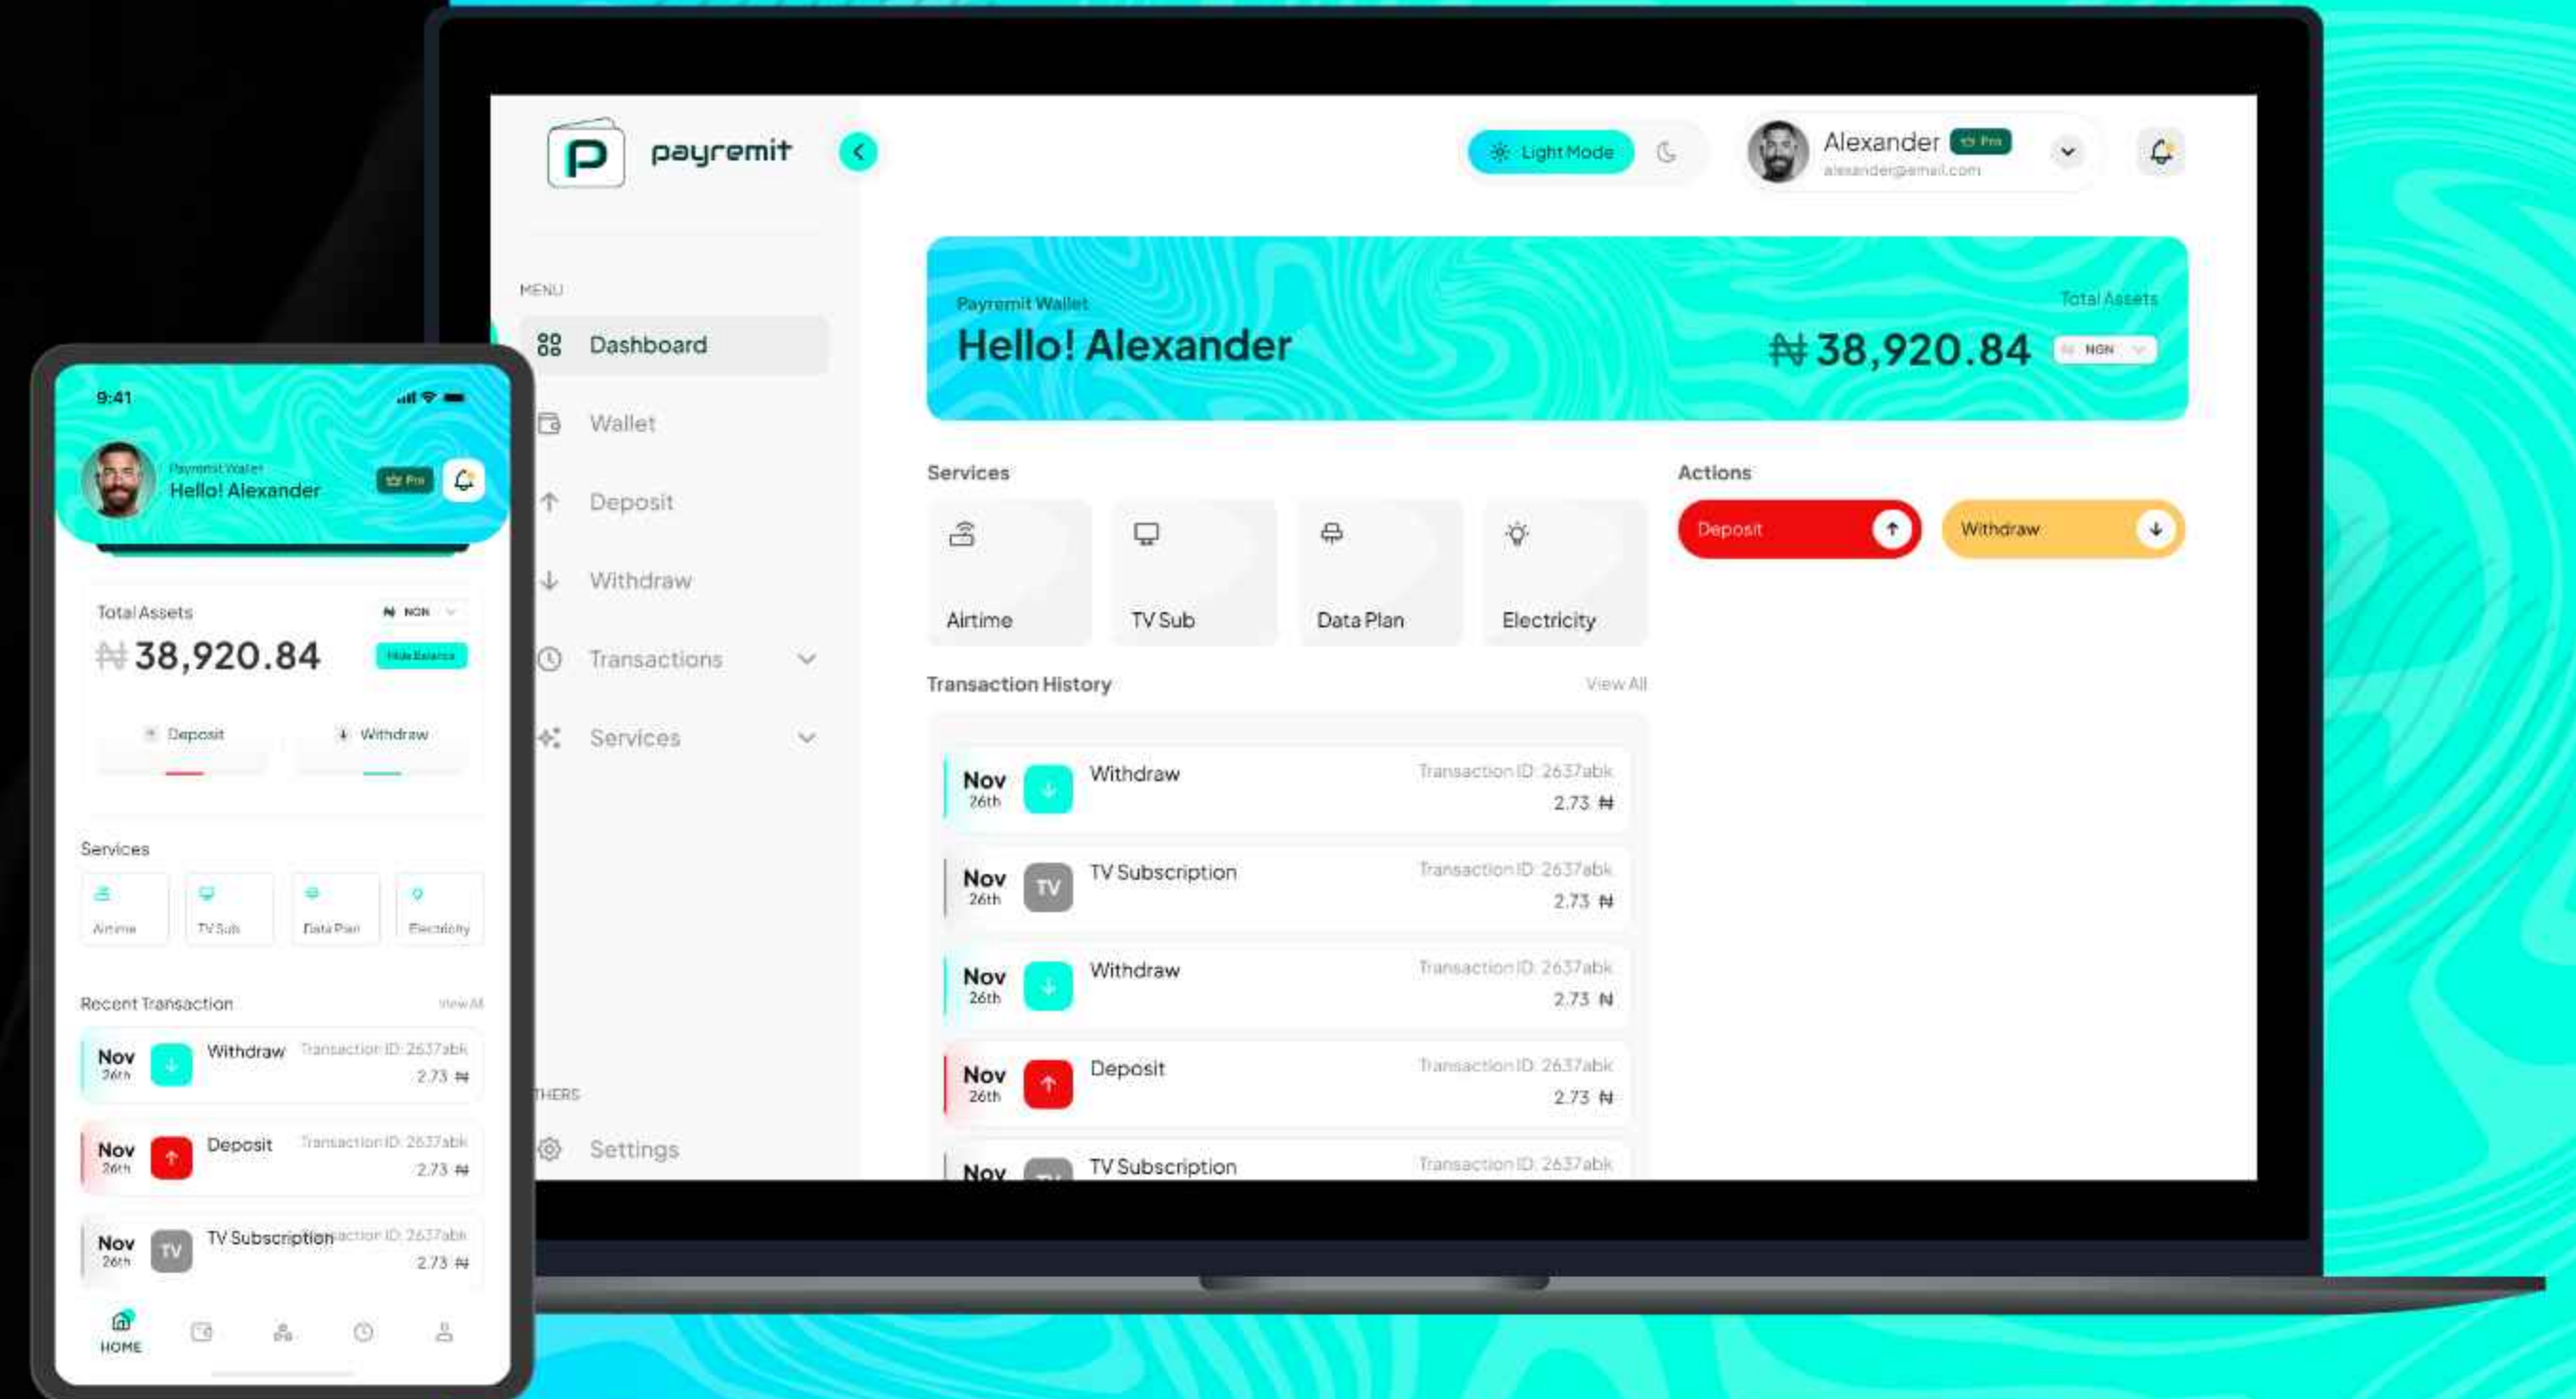 P payremit
Light Mode
Alexander Pro
alexander@email.com
MENU
Dashboard
Wallet
Deposit
Withdraw
Transactions
Services
THERS
Settings
Payremit Wallet
Hello! Alexander
Total Assets
₦ 38,920.84 ₦ NGN
Services
Airtime
TV Sub
Data Plan
Electricity
Actions
Deposit
Withdraw
Transaction History View All
Nov Withdraw Transaction ID: 2637abk
26th 2.73 ₦
Nov TV TV Subscription Transaction ID: 2637abk
26th 2.73 ₦
Nov Withdraw Transaction ID: 2637abk
26th 2.73 ₦
Nov Deposit Transaction ID: 2637abk
26th 2.73 ₦
Nov TV TV Subscription Transaction ID: 2637abk
9:41
Payremit Wallet
Hello! Alexander Pro
Total Assets ₦ NGN
₦ 38,920.84 Hide Balance
Deposit Withdraw
Services
Airtime TV Sub Data Plan Electricity
Recent Transaction View All
Nov Withdraw Transaction ID: 2637abk
26th 2.73 ₦
Nov Deposit Transaction ID: 2637abk
26th 2.73 ₦
Nov TV TV Subscription ID: 2637abk
26th 2.73 ₦
HOME